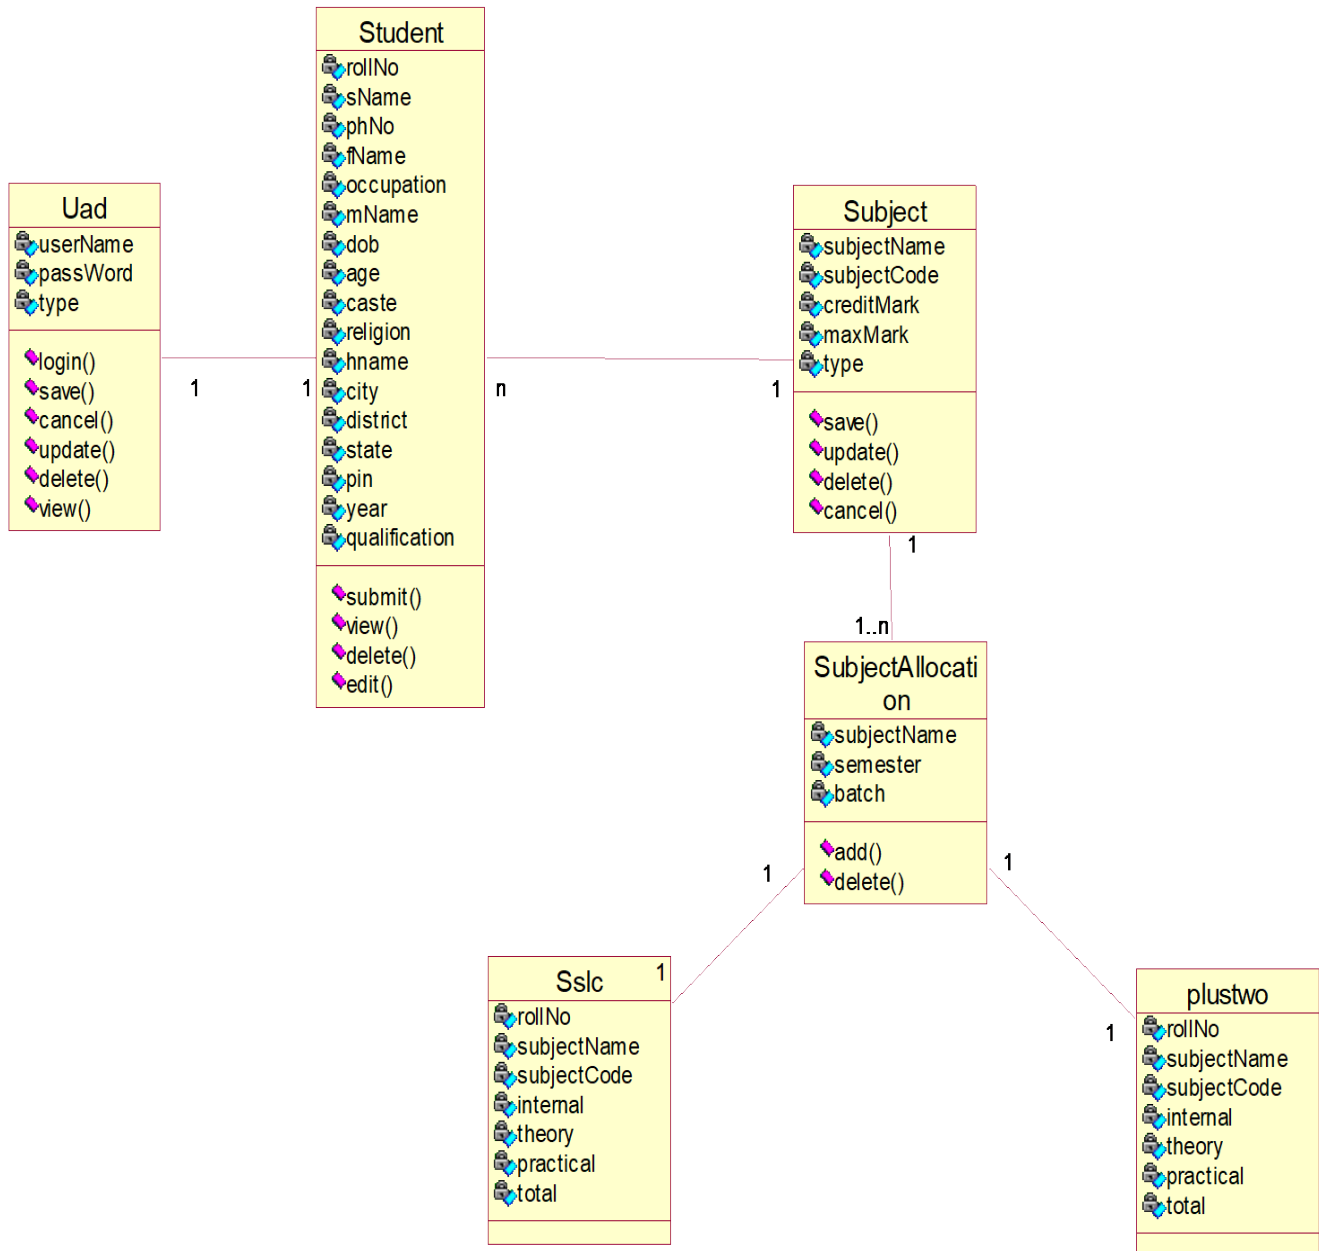 Student
rollNo
sName
phNo
fName
occupation
mName
dob
age
caste
religion
hname
city
district
state
pin
year
qualification
submit()
view()
delete()
edit()
Uad
userName
passWord
type
login()
save()
cancel()
update()
delete()
view()
1
1
n
1
Subject
subjectName
subjectCode
creditMark
maxMark
type
save()
update()
delete()
cancel()
1
1..n
SubjectAllocati
on
subjectName
semester
batch
add()
delete()
1
1
Sslc
1
rollNo
subjectName
subjectCode
internal
theory
practical
total
1
plustwo
rollNo
subjectName
subjectCode
internal
theory
practical
total